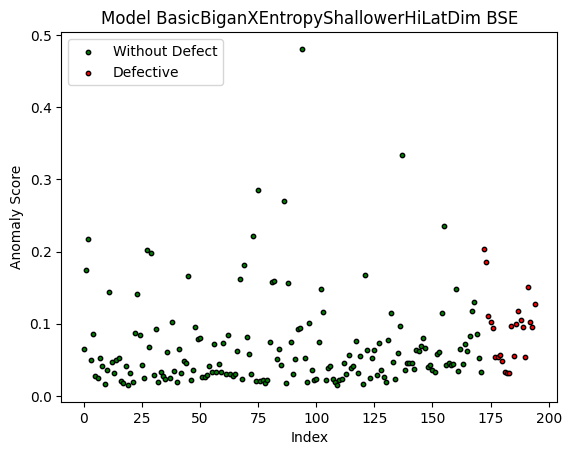 Model BasicBiganXEntropyShallowerHiLatDim BSE
Without Defect
Defective
Anomaly Score
0.5
0.4
0.3
0.2
0.1
0.0
0 25 50 75 100 125 150 175 200
Index